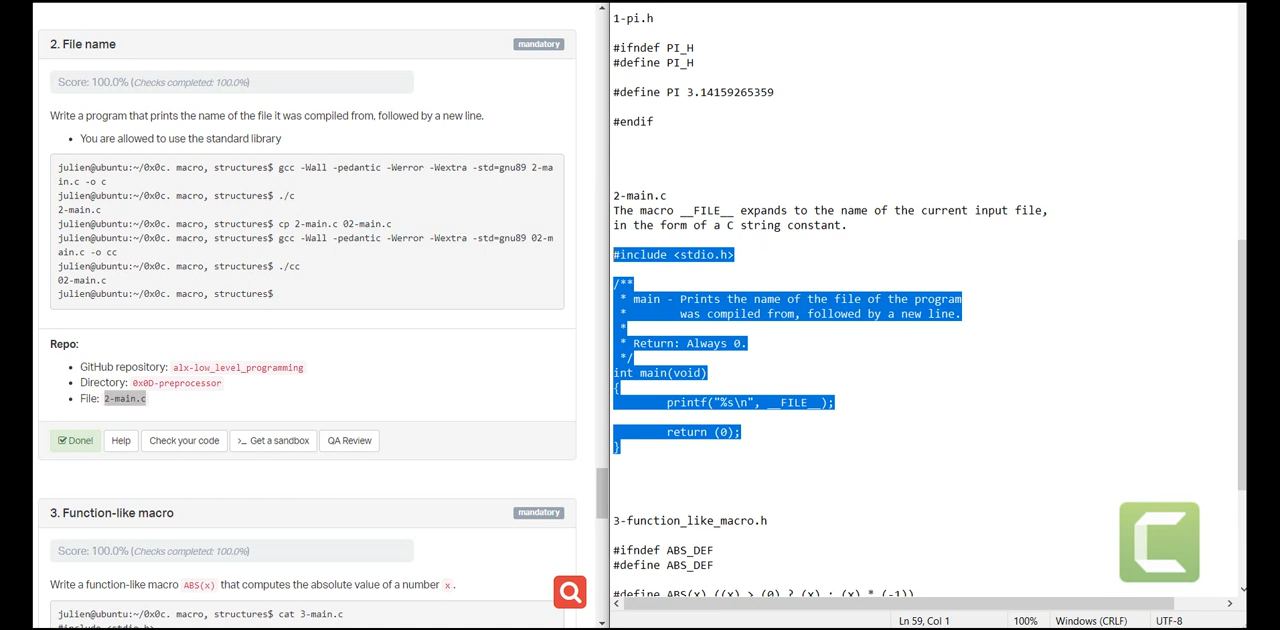 2. File name
mandatory
Score: 100.0% (Checks completed: 100.0%)
Write a program that prints the name of the file it was compiled from, followed by a new line.
• You are allowed to use the standard library
julien@ubuntu:~/0x0c. macro, structures$ gcc -Wall -pedantic -Werror -Wextra -std=gnu89 2-ma
in.c -o c
julien@ubuntu:~/0x0c. macro, structures$ ./c
2-main.c
julien@ubuntu:~/0x0c. macro, structures$ cp 2-main.c 02-main.c
julien@ubuntu:~/0x0c. macro, structures$ gcc -Wall -pedantic -Werror -Wextra -std=gnu89 02-m
ain.c -o cc
julien@ubuntu:~/0x0c. macro, structures$ ./cc
02-main.c
julien@ubuntu:~/0x0c. macro, structures$
Repo:
• GitHub repository: alx-low_level_programming
• Directory: 0x0D-preprocessor
• File: 2-main.c
Done! Help Check your code >_ Get a sandbox QA Review
3. Function-like macro
mandatory
Score: 100.0% (Checks completed: 100.0%)
Write a function-like macro ABS(x) that computes the absolute value of a number x.
julien@ubuntu:~/0x0c. macro, structures$ cat 3-main.c
#include <stdio.h>
1-pi.h
#ifndef PI_H
#define PI_H
#define PI 3.14159265359
#endif
2-main.c
The macro __FILE__ expands to the name of the current input file,
in the form of a C string constant.
#include <stdio.h>
/**
* main - Prints the name of the file of the program
* was compiled from, followed by a new line.
*
* Return: Always 0.
*/
int main(void)
{
printf("%s\n", __FILE__);
return (0);
}
3-function_like_macro.h
#ifndef ABS_DEF
#define ABS_DEF
#define ABS(x) ((x) > (0) ? (x) : (x) * (-1))
Ln 59, Col 1 100% Windows (CRLF) UTF-8